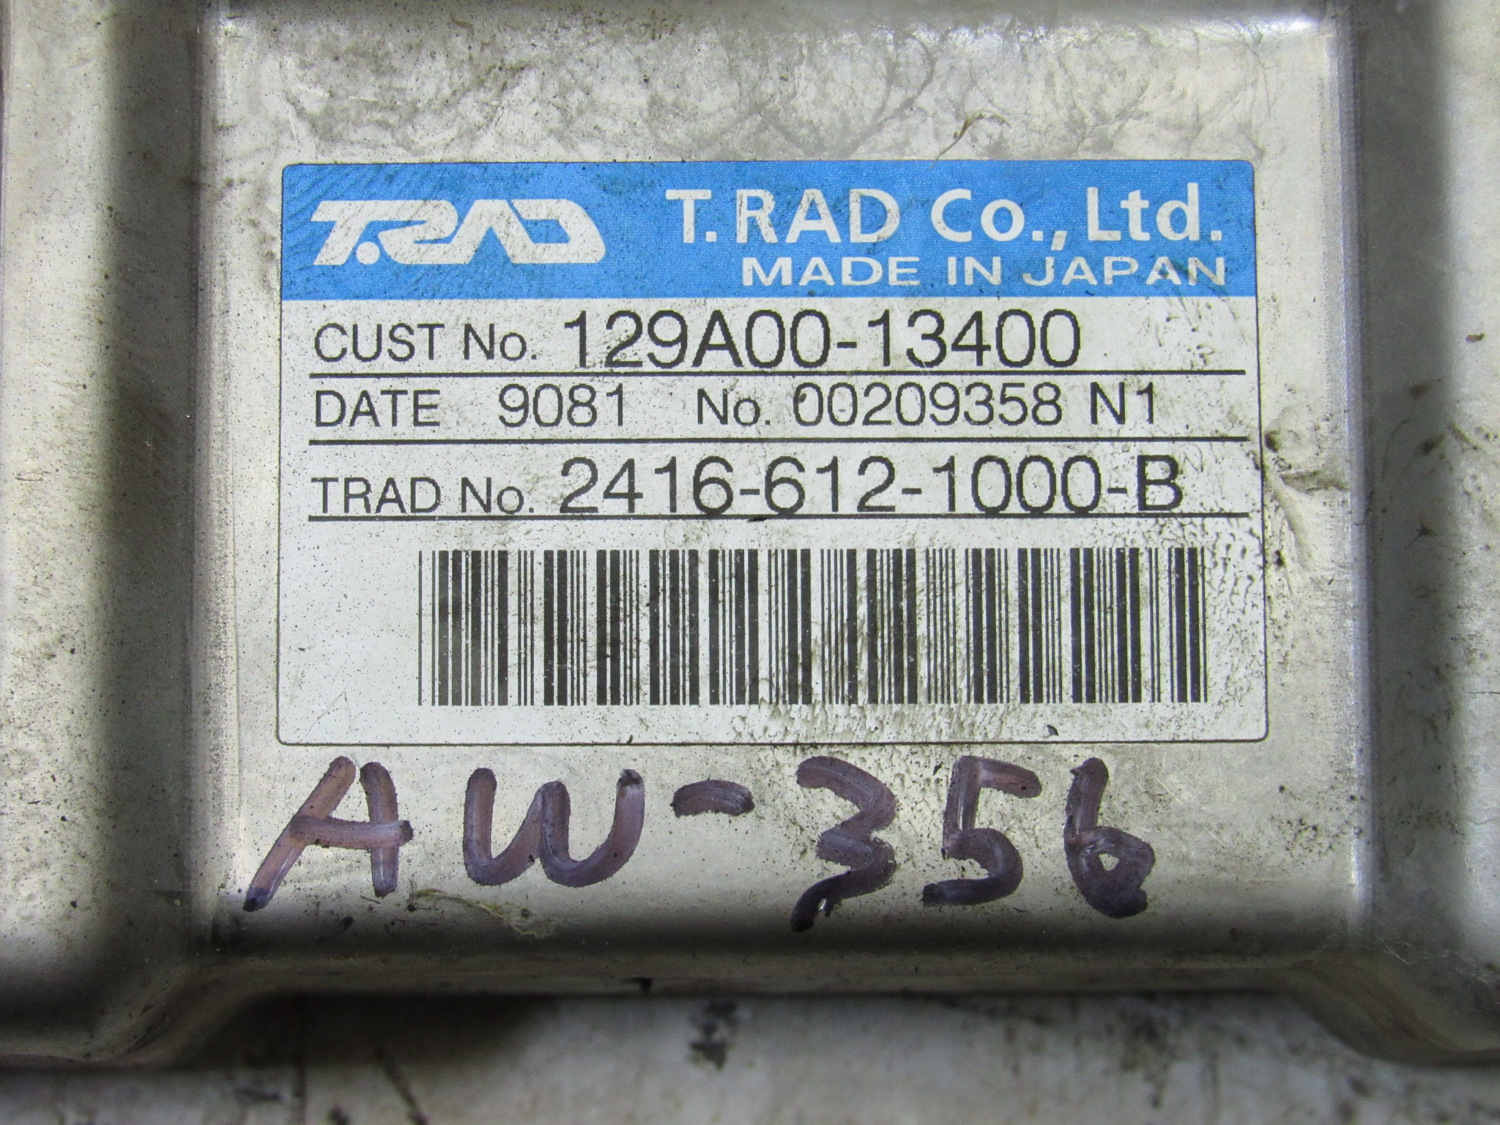 T.RAD T.RAD Co., Ltd.
MADE IN JAPAN
CUST No. 129A00-13400
DATE 9081 No. 00209358 N1
TRAD No. 2416-612-1000-B
AW-356